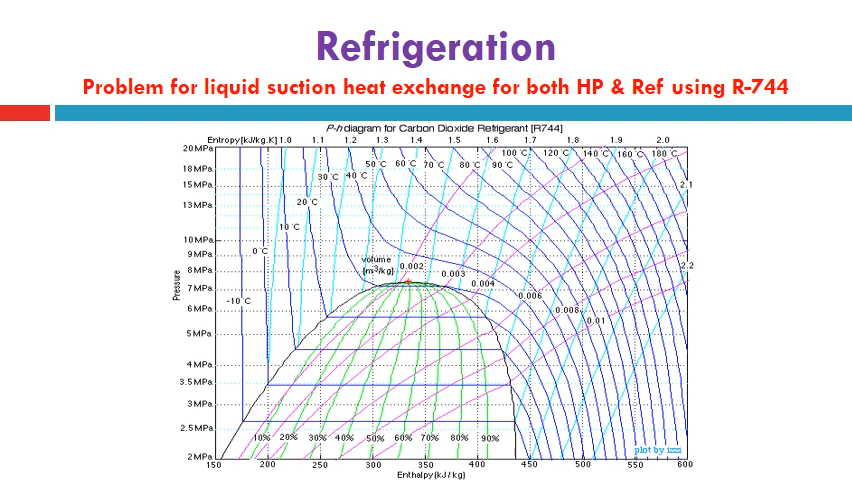 Refrigeration
Problem for liquid suction heat exchange for both HP & Ref using R-744
P-h diagram for Carbon Dioxide Refrigerant [R744]
Entropy [kJ/kg.K] 1.0 1.1 1.2 1.3 1.4 1.5 1.6 1.7 1.8 1.9 2.0
20 MPa
100°C 120°C 140°C 160°C 180°C
18 MPa
50°C 60°C 70°C 80°C 90°C
30°C 40°C
15 MPa
2.1
20°C
13 MPa
10°C
10 MPa
0°C
9 MPa
volume
[m³/kg]
0.002
2.2
8 MPa
0.003
0.004
7 MPa
-10°C
0.006
6 MPa
0.008
0.01
5 MPa
4 MPa
3.5 MPa
3 MPa
2.5 MPa
10% 20% 30% 40% 50% 60% 70% 80% 90%
plot by izzi
2 MPa
Pressure
150 200 250 300 350 400 450 500 550 600
Enthalpy (kJ / kg)